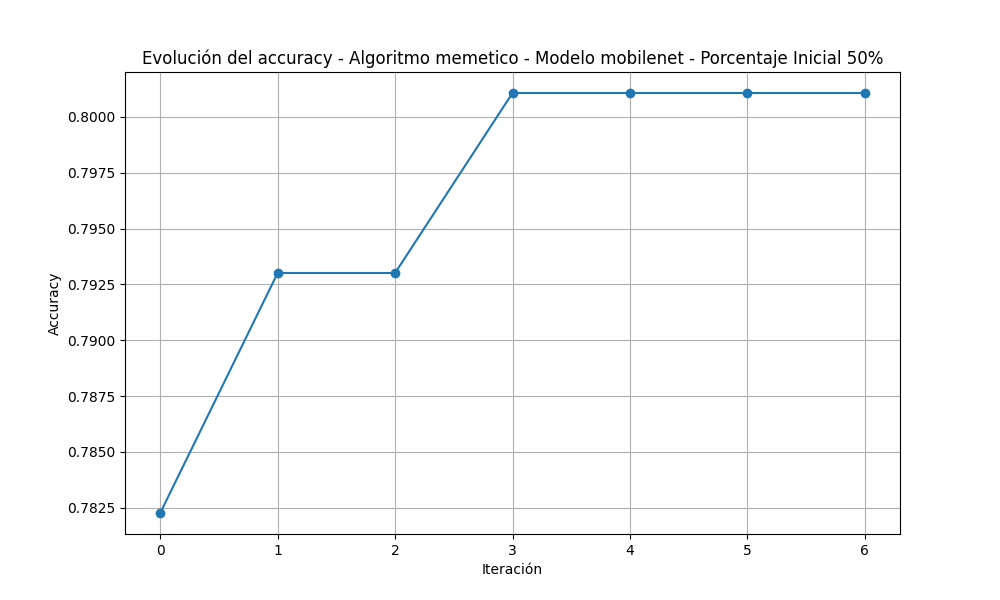 Evolución del accuracy - Algoritmo memetico - Modelo mobilenet - Porcentaje Inicial 50%
0.8000
0.7975
0.7950
0.7925
0.7900
0.7875
0.7850
0.7825
Accuracy
0 1 2 3 4 5 6
Iteración